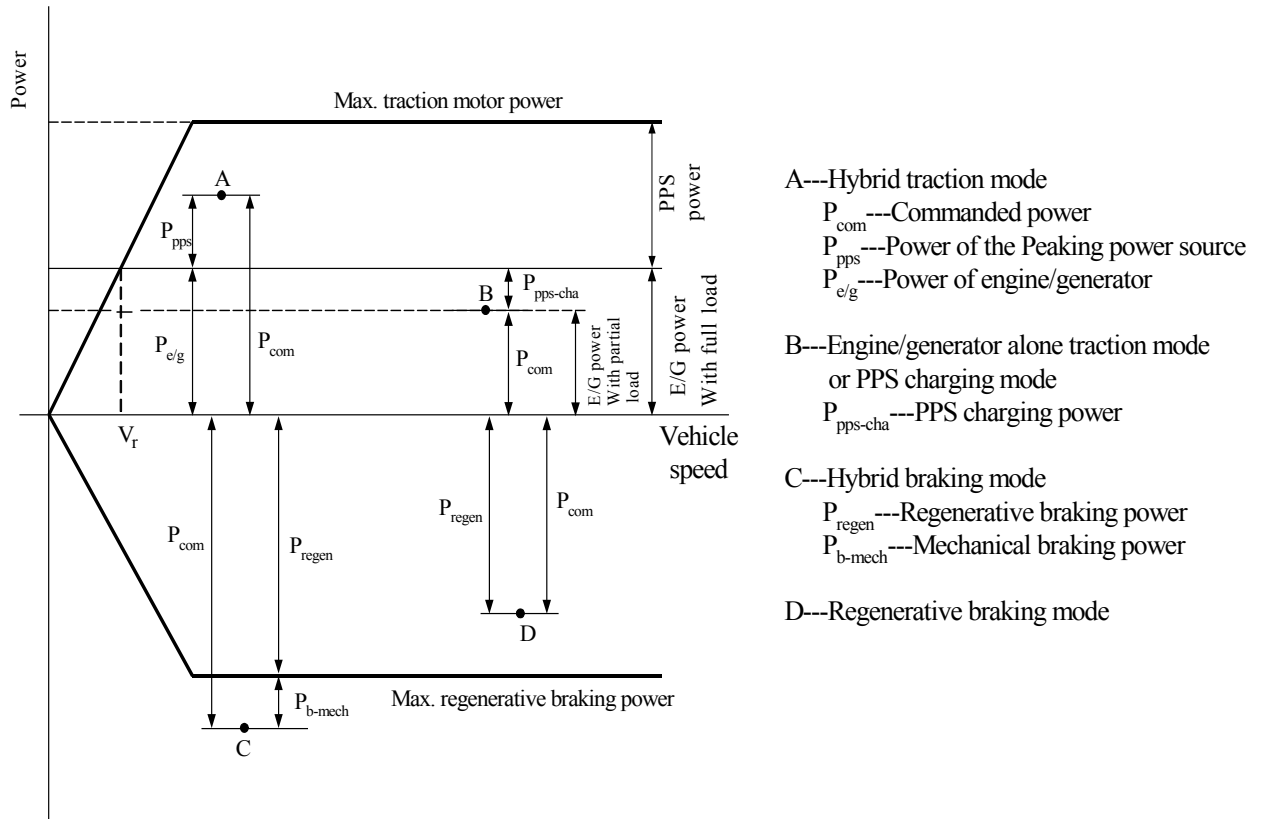 Power
Max. traction motor power
A
P_pps
PPS
power
P_pps-cha
B
P_e/g
P_com
P_com
E/G power
With partial
load
E/G power
With full load
V_r
Vehicle
speed
P_com
P_regen
P_regen
P_com
D
Max. regenerative braking power
P_b-mech
C
A---Hybrid traction mode
P_com---Commanded power
P_pps---Power of the Peaking power source
P_e/g---Power of engine/generator
B---Engine/generator alone traction mode
or PPS charging mode
P_pps-cha---PPS charging power
C---Hybrid braking mode
P_regen---Regenerative braking power
P_b-mech---Mechanical braking power
D---Regenerative braking mode